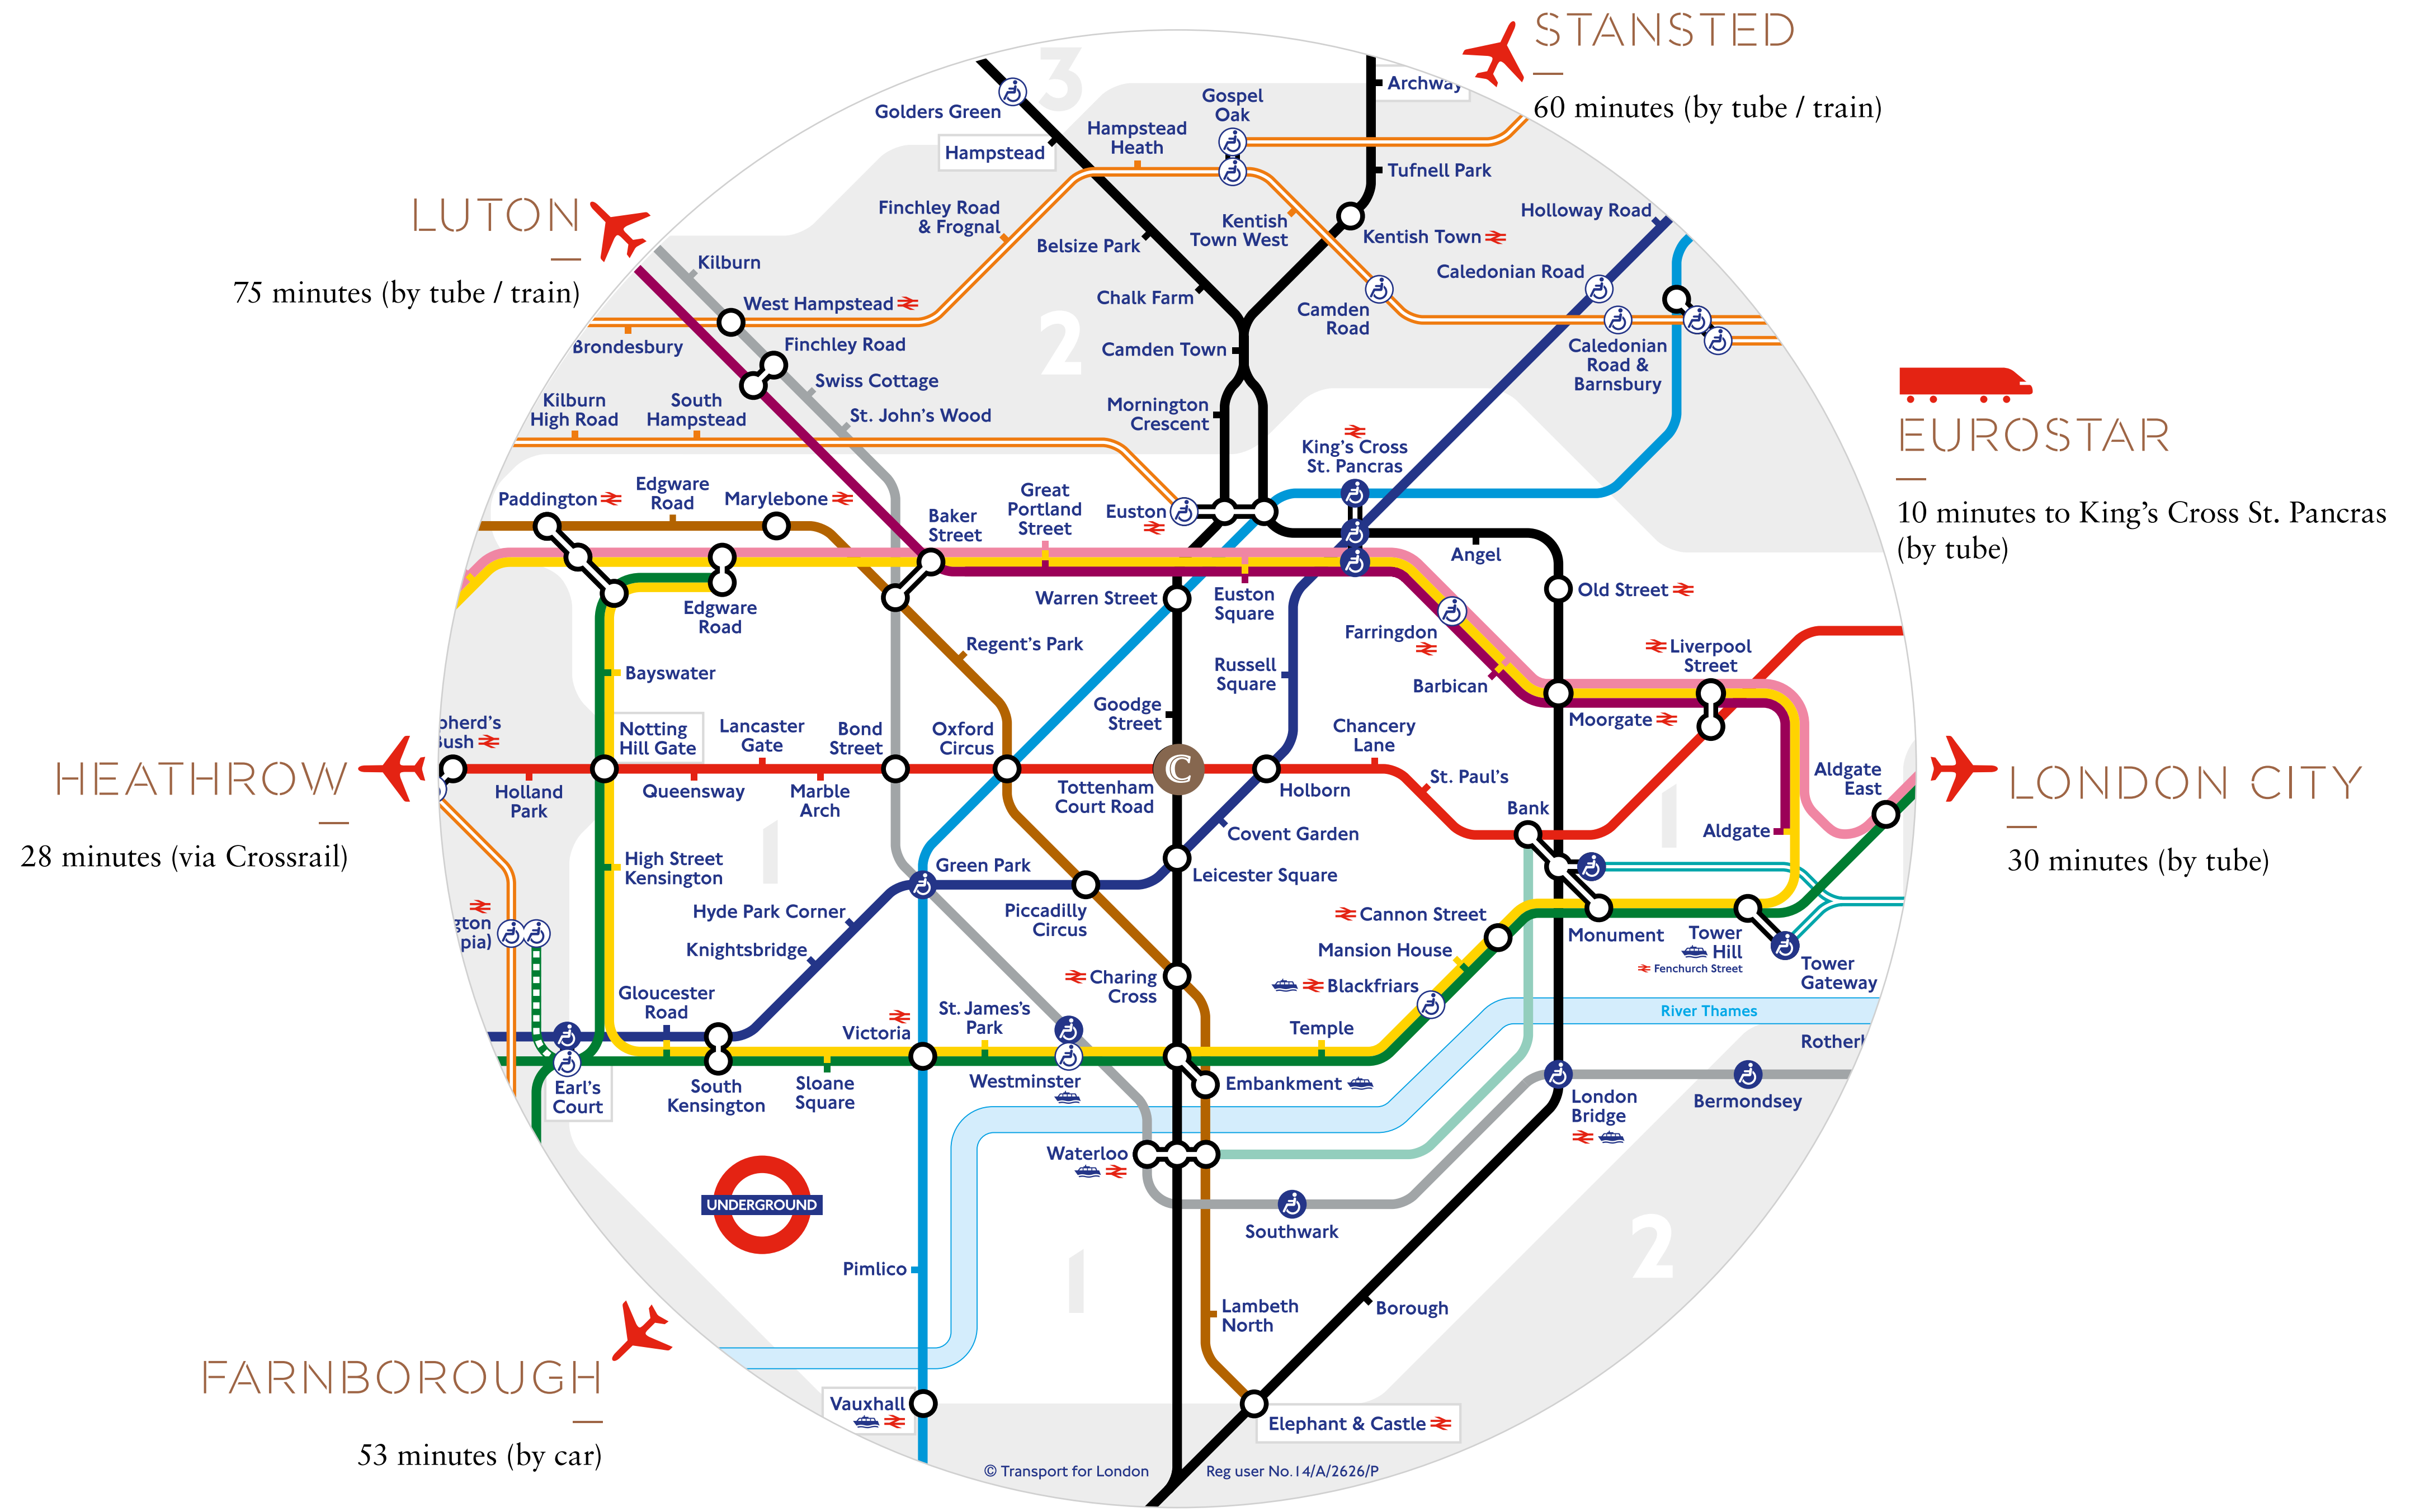 STANSTED
60 minutes (by tube / train)
LUTON
75 minutes (by tube / train)
EUROSTAR
10 minutes to King's Cross St. Pancras
(by tube)
HEATHROW
28 minutes (via Crossrail)
LONDON CITY
30 minutes (by tube)
FARNBOROUGH
53 minutes (by car)
3
Golders Green
Hampstead
Hampstead
Heath
Gospel
Oak
Archway
Tufnell Park
Finchley Road
& Frognal
Belsize Park
Kentish
Town West
Kentish Town
Holloway Road
Caledonian Road
Kilburn
West Hampstead
Chalk Farm
Camden
Road
2
Brondesbury
Finchley Road
Swiss Cottage
Camden Town
Caledonian
Road &
Barnsbury
Kilburn
High Road
South
Hampstead
St. John's Wood
Mornington
Crescent
King's Cross
St. Pancras
Paddington
Edgware
Road
Marylebone
Baker
Street
Great
Portland
Street
Euston
Angel
Edgware
Road
Warren Street
Euston
Square
Old Street
Farringdon
Regent's Park
Russell
Square
Barbican
Liverpool
Street
Bayswater
Goodge
Street
Moorgate
pherd's
Bush
Notting
Hill Gate
Lancaster
Gate
Bond
Street
Oxford
Circus
Chancery
Lane
C
Holland
Park
Queensway
Marble
Arch
Tottenham
Court Road
Holborn
St. Paul's
Aldgate
East
Bank
1
1
Aldgate
Covent Garden
High Street
Kensington
Green Park
Leicester Square
Hyde Park Corner
Piccadilly
Circus
Cannon Street
gton
pia)
Knightsbridge
Mansion House
Monument
Tower
Hill
Fenchurch Street
Tower
Gateway
Charing
Cross
Blackfriars
Gloucester
Road
St. James's
Park
Victoria
Temple
River Thames
Rother
Earl's
Court
South
Kensington
Sloane
Square
Westminster
Embankment
London
Bridge
Bermondsey
Waterloo
UNDERGROUND
Southwark
2
Pimlico
1
Lambeth
North
Borough
Vauxhall
Elephant & Castle
© Transport for London
Reg user No.14/A/2626/P